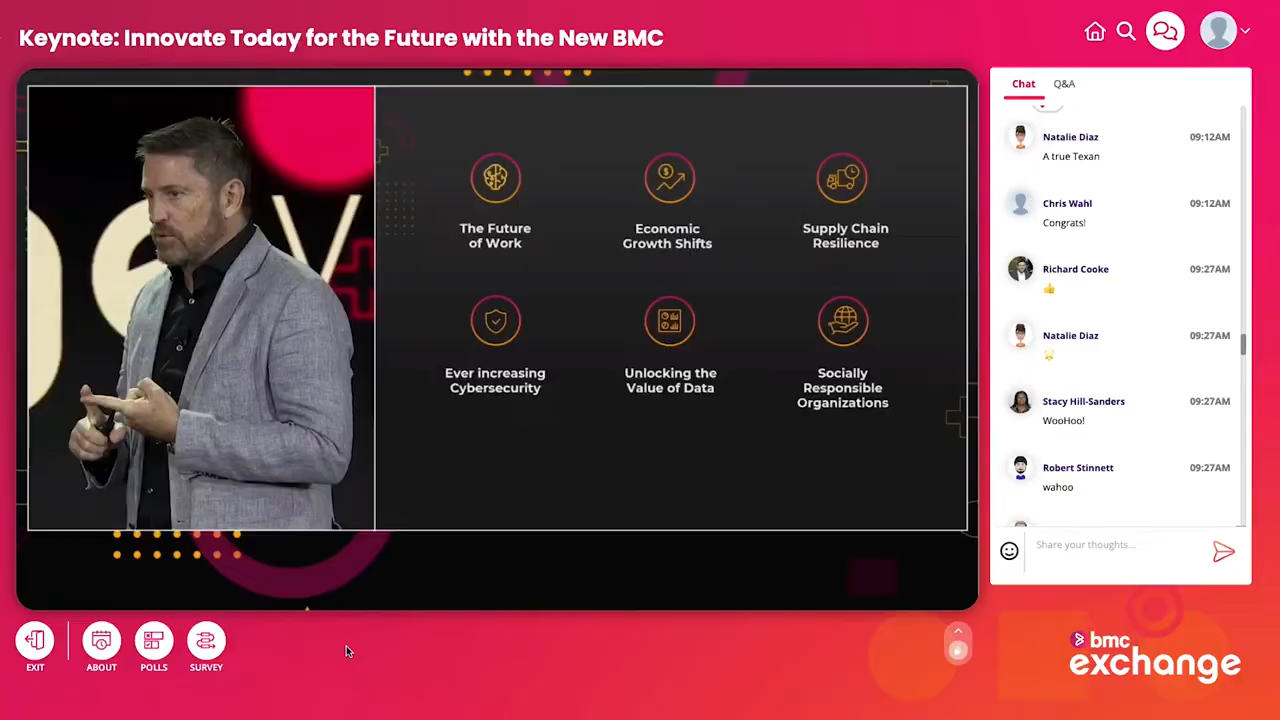 Keynote: Innovate Today for the Future with the New BMC
The Future
of Work
Economic
Growth Shifts
Supply Chain
Resilience
Ever increasing
Cybersecurity
Unlocking the
Value of Data
Socially
Responsible
Organizations
Chat
Q&A
Natalie Diaz
09:12AM
A true Texan
Chris Wahl
09:12AM
Congrats!
Richard Cooke
09:27AM
Natalie Diaz
09:27AM
Stacy Hill-Sanders
09:27AM
WooHoo!
Robert Stinnett
09:27AM
wahoo
Share your thoughts...
EXIT
ABOUT
POLLS
SURVEY
bmc
exchange